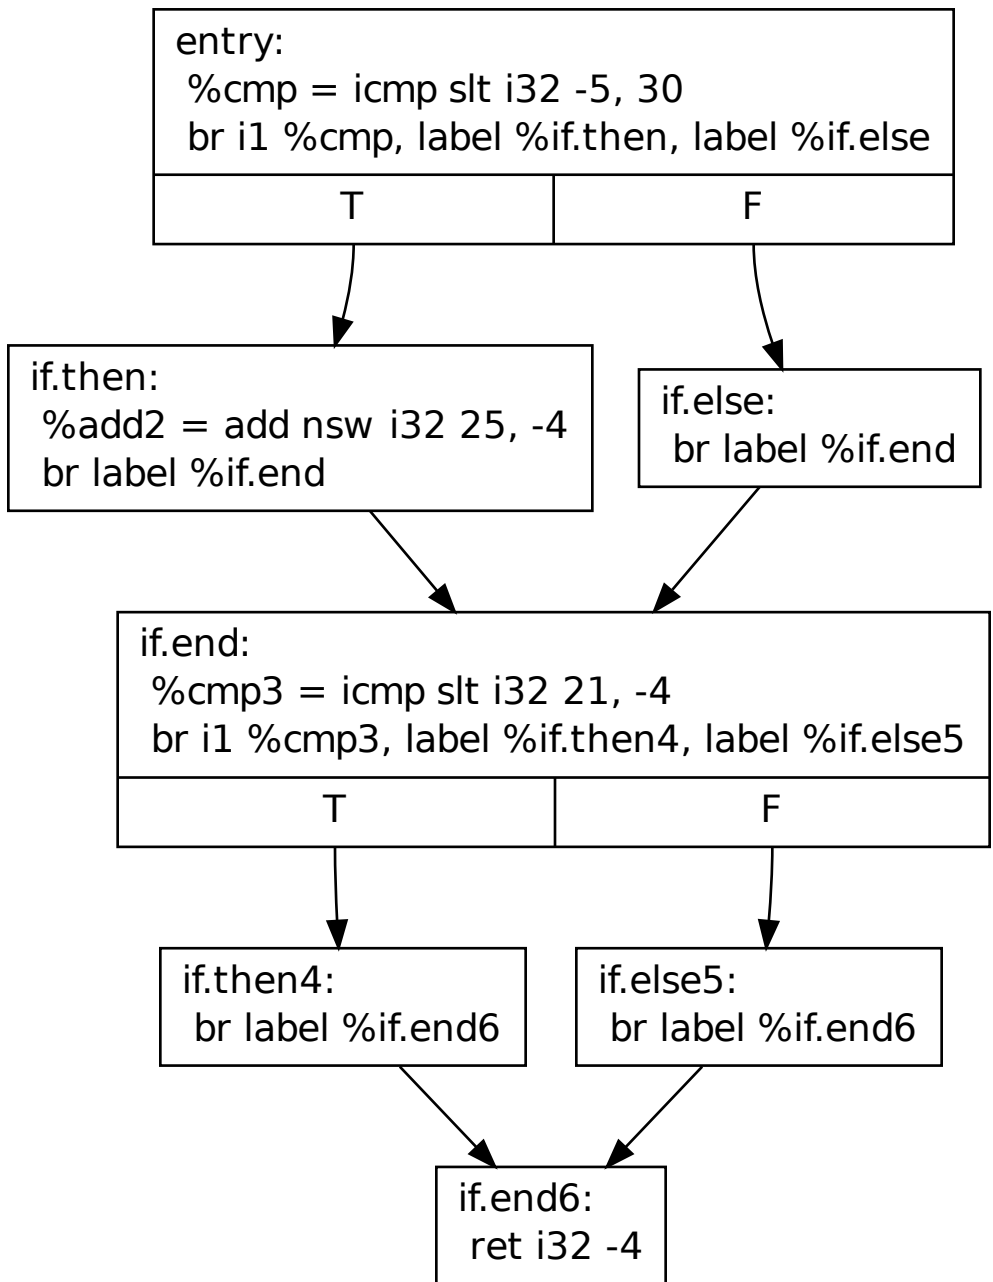 entry:
%cmp = icmp slt i32 -5, 30
br i1 %cmp, label %if.then, label %if.else
T
F
if.then:
%add2 = add nsw i32 25, -4
br label %if.end
if.else:
br label %if.end
if.end:
%cmp3 = icmp slt i32 21, -4
br i1 %cmp3, label %if.then4, label %if.else5
T
F
if.then4:
br label %if.end6
if.else5:
br label %if.end6
if.end6:
ret i32 -4